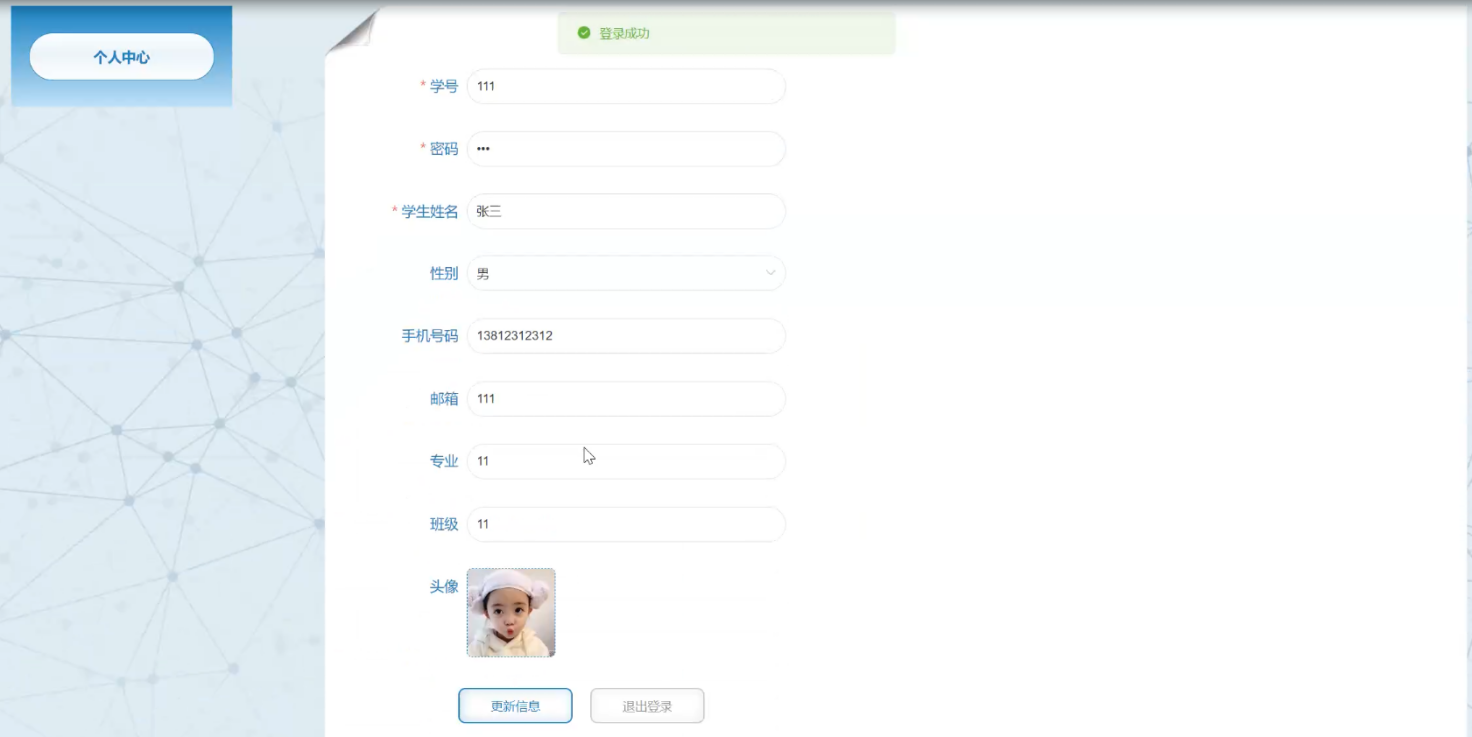 个人中心
登录成功
* 学号 111
* 密码 •••
* 学生姓名 张三
性别 男
手机号码 13812312312
邮箱 111
专业 11
班级 11
头像
更新信息 退出登录